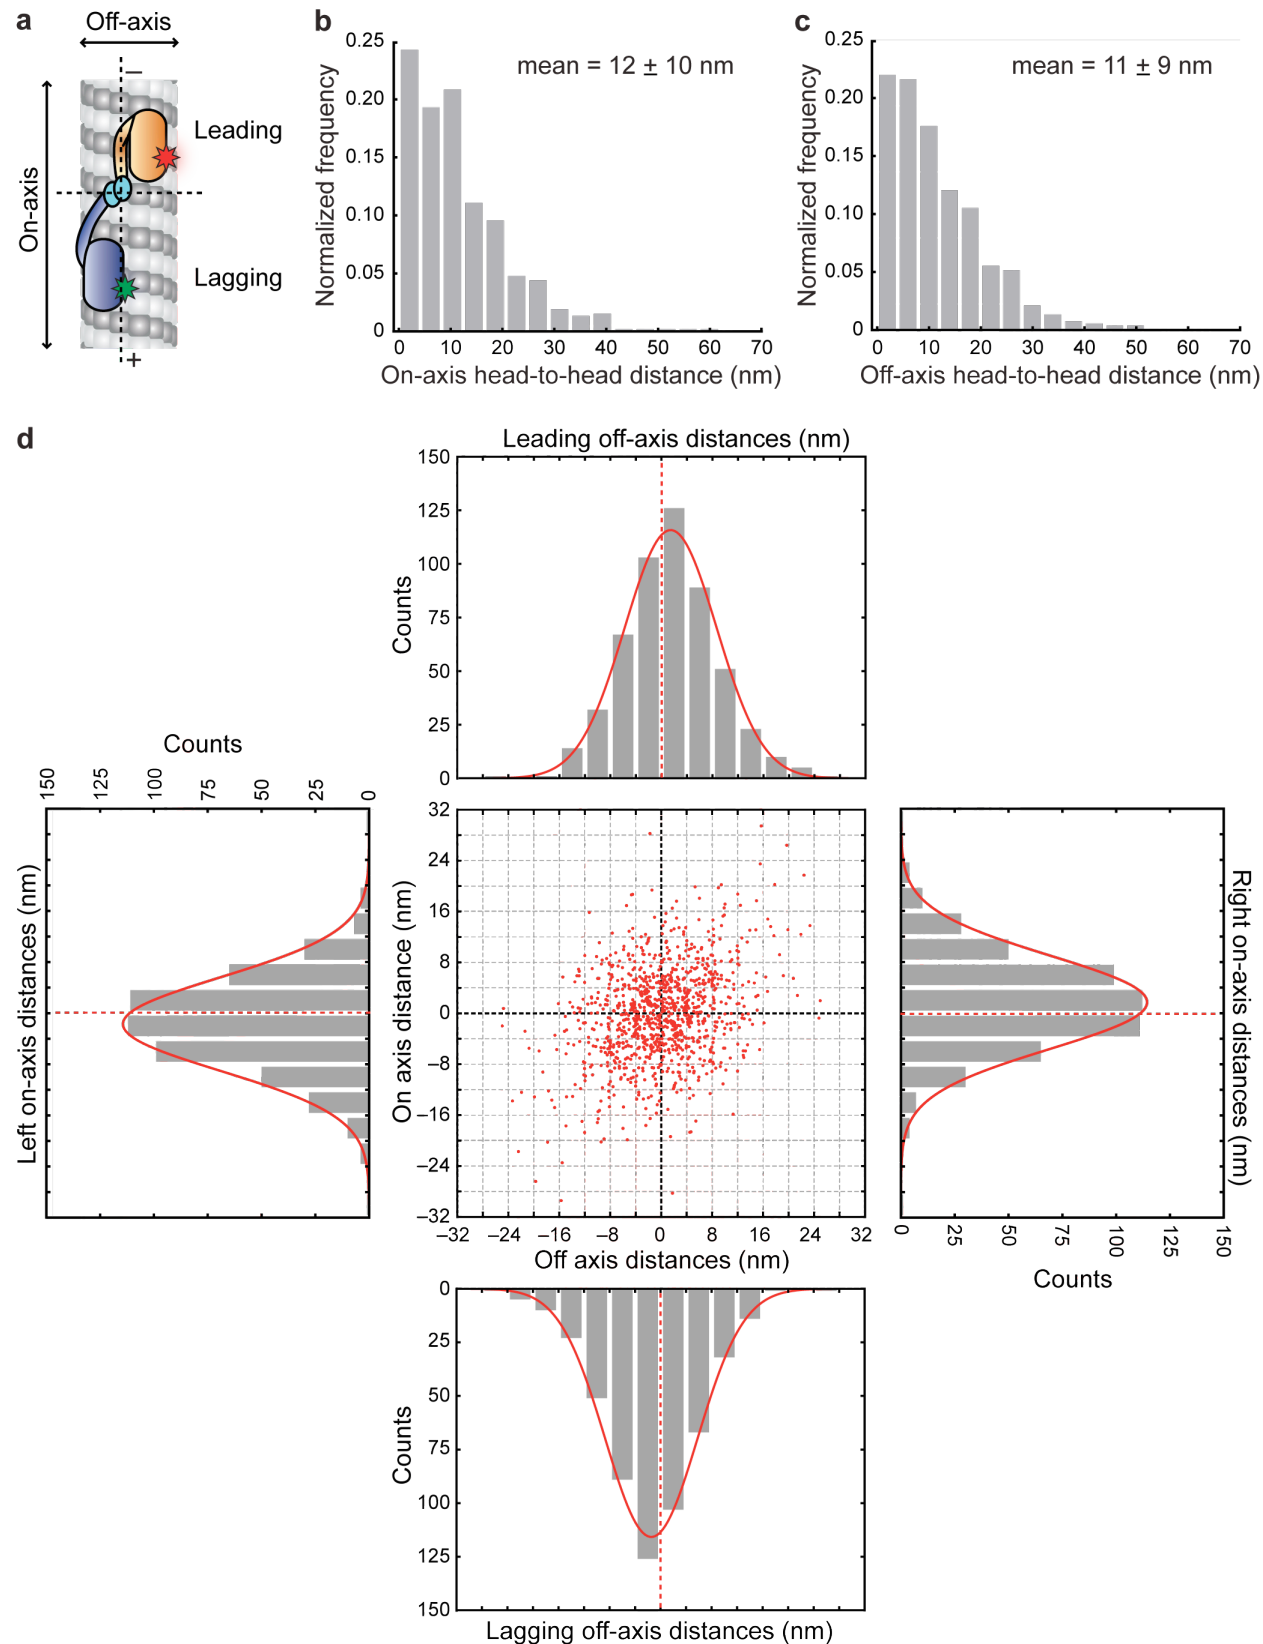 a
Off-axis
–
Leading
On-axis
Lagging
+
b
mean = 12 ± 10 nm
Normalized frequency
0.25
0.20
0.15
0.10
0.05
0
0 10 20 30 40 50 60 70
On-axis head-to-head distance (nm)
c
mean = 11 ± 9 nm
Normalized frequency
0.25
0.20
0.15
0.10
0.05
0
0 10 20 30 40 50 60 70
Off-axis head-to-head distance (nm)
d
Leading off-axis distances (nm)
Counts
150
125
100
75
50
25
0
Counts
150 125 100 75 50 25 0
Left on-axis distances (nm)
On axis distance (nm)
32
24
16
8
0
–8
–16
–24
–32
–32 –24 –16 –8 0 8 16 24 32
Off axis distances (nm)
Right on-axis distances (nm)
0 25 50 75 100 125 150
Counts
Counts
0
25
50
75
100
125
150
Lagging off-axis distances (nm)